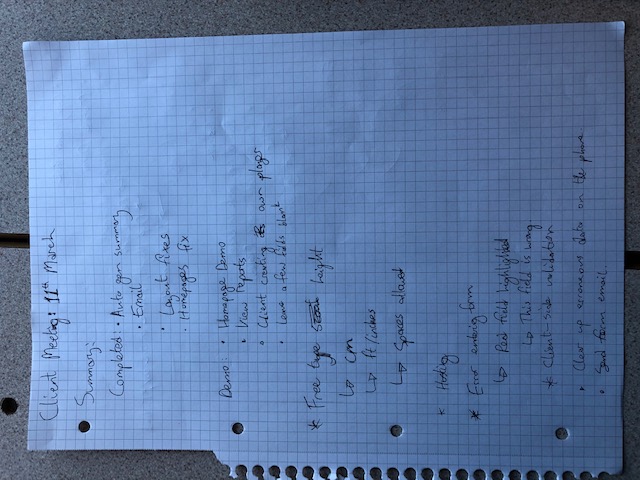 Client Meeting: 11th March
Summary:
Completed: • Auto gen summary
• Email
• Layout fixes
• Homepages fix
Demo: • Homepage Demo
• View reports
• Client creating own player
• Leave a few fields blank
* Free type height
↳ cm
↳ ft/inches
↳ Spaces allowed
* Hosting
* Error entering form
↳ Red field highlighted
↳ This field is wrong
* Client-side validation
• Clear up erroneous data on the phone
• Send form email.